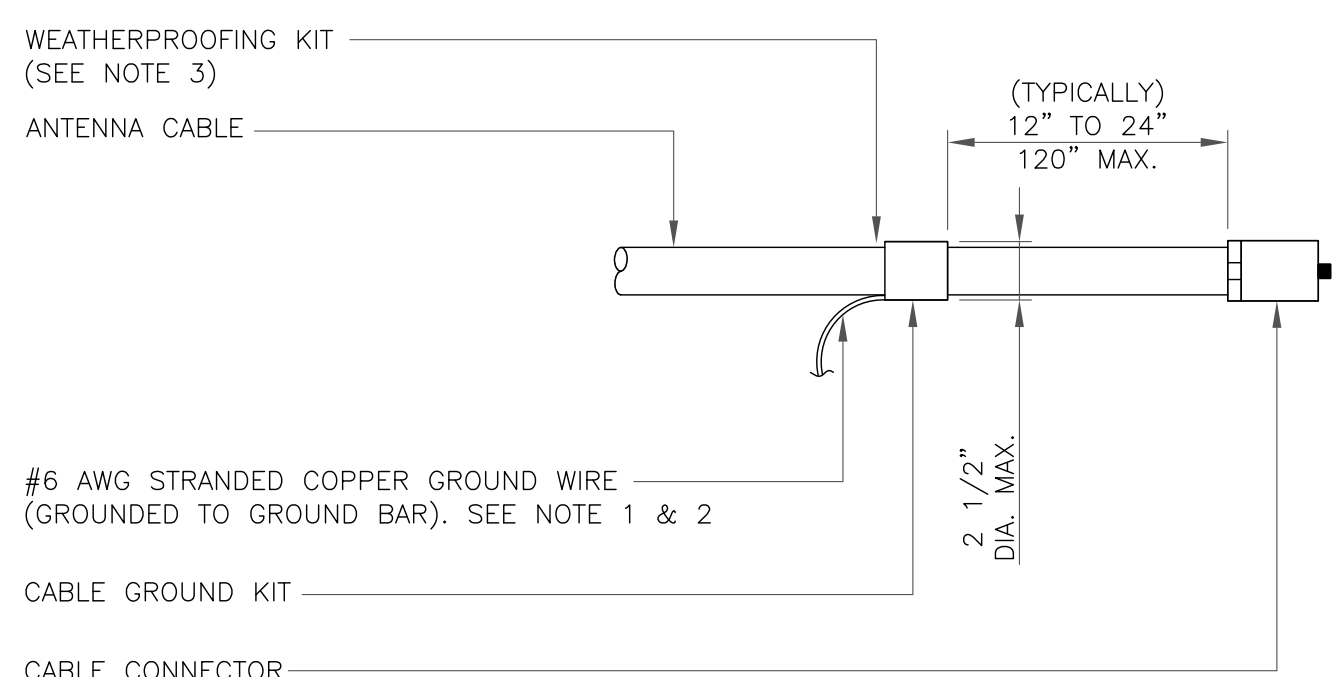 WEATHERPROOFING KIT
(SEE NOTE 3)
ANTENNA CABLE
(TYPICALLY)
12” TO 24”
120” MAX.
2 1/2”
DIA. MAX.
#6 AWG STRANDED COPPER GROUND WIRE
(GROUNDED TO GROUND BAR). SEE NOTE 1 & 2
CABLE GROUND KIT
CABLE CONNECTOR